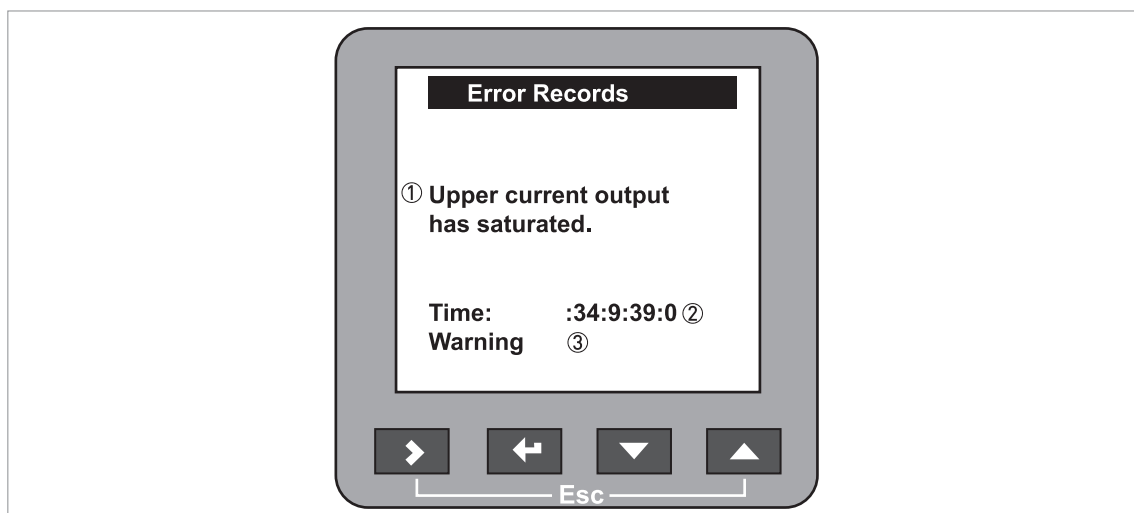 Error Records
① Upper current output
has saturated.
Time: :34:9:39:0 ②
Warning ③
Esc